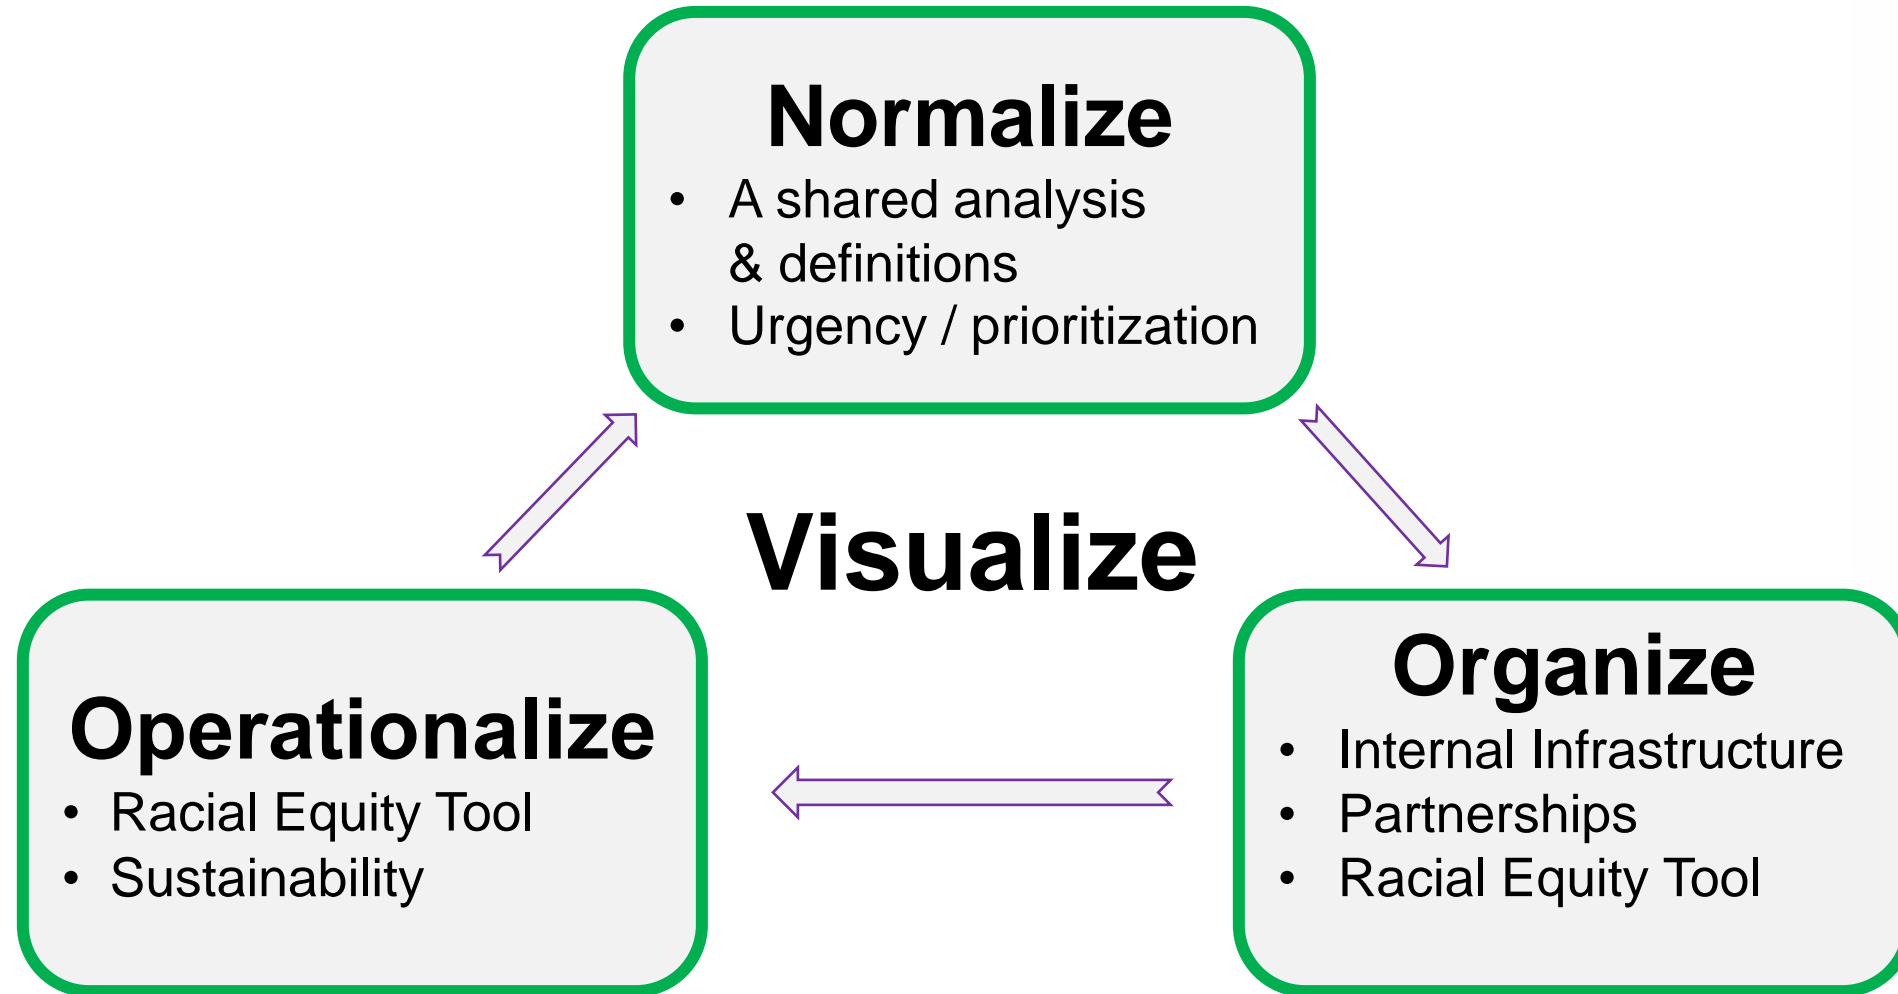 Normalize
• A shared analysis
& definitions
• Urgency / prioritization
Visualize
Operationalize
• Racial Equity Tool
• Sustainability
Organize
• Internal Infrastructure
• Partnerships
• Racial Equity Tool